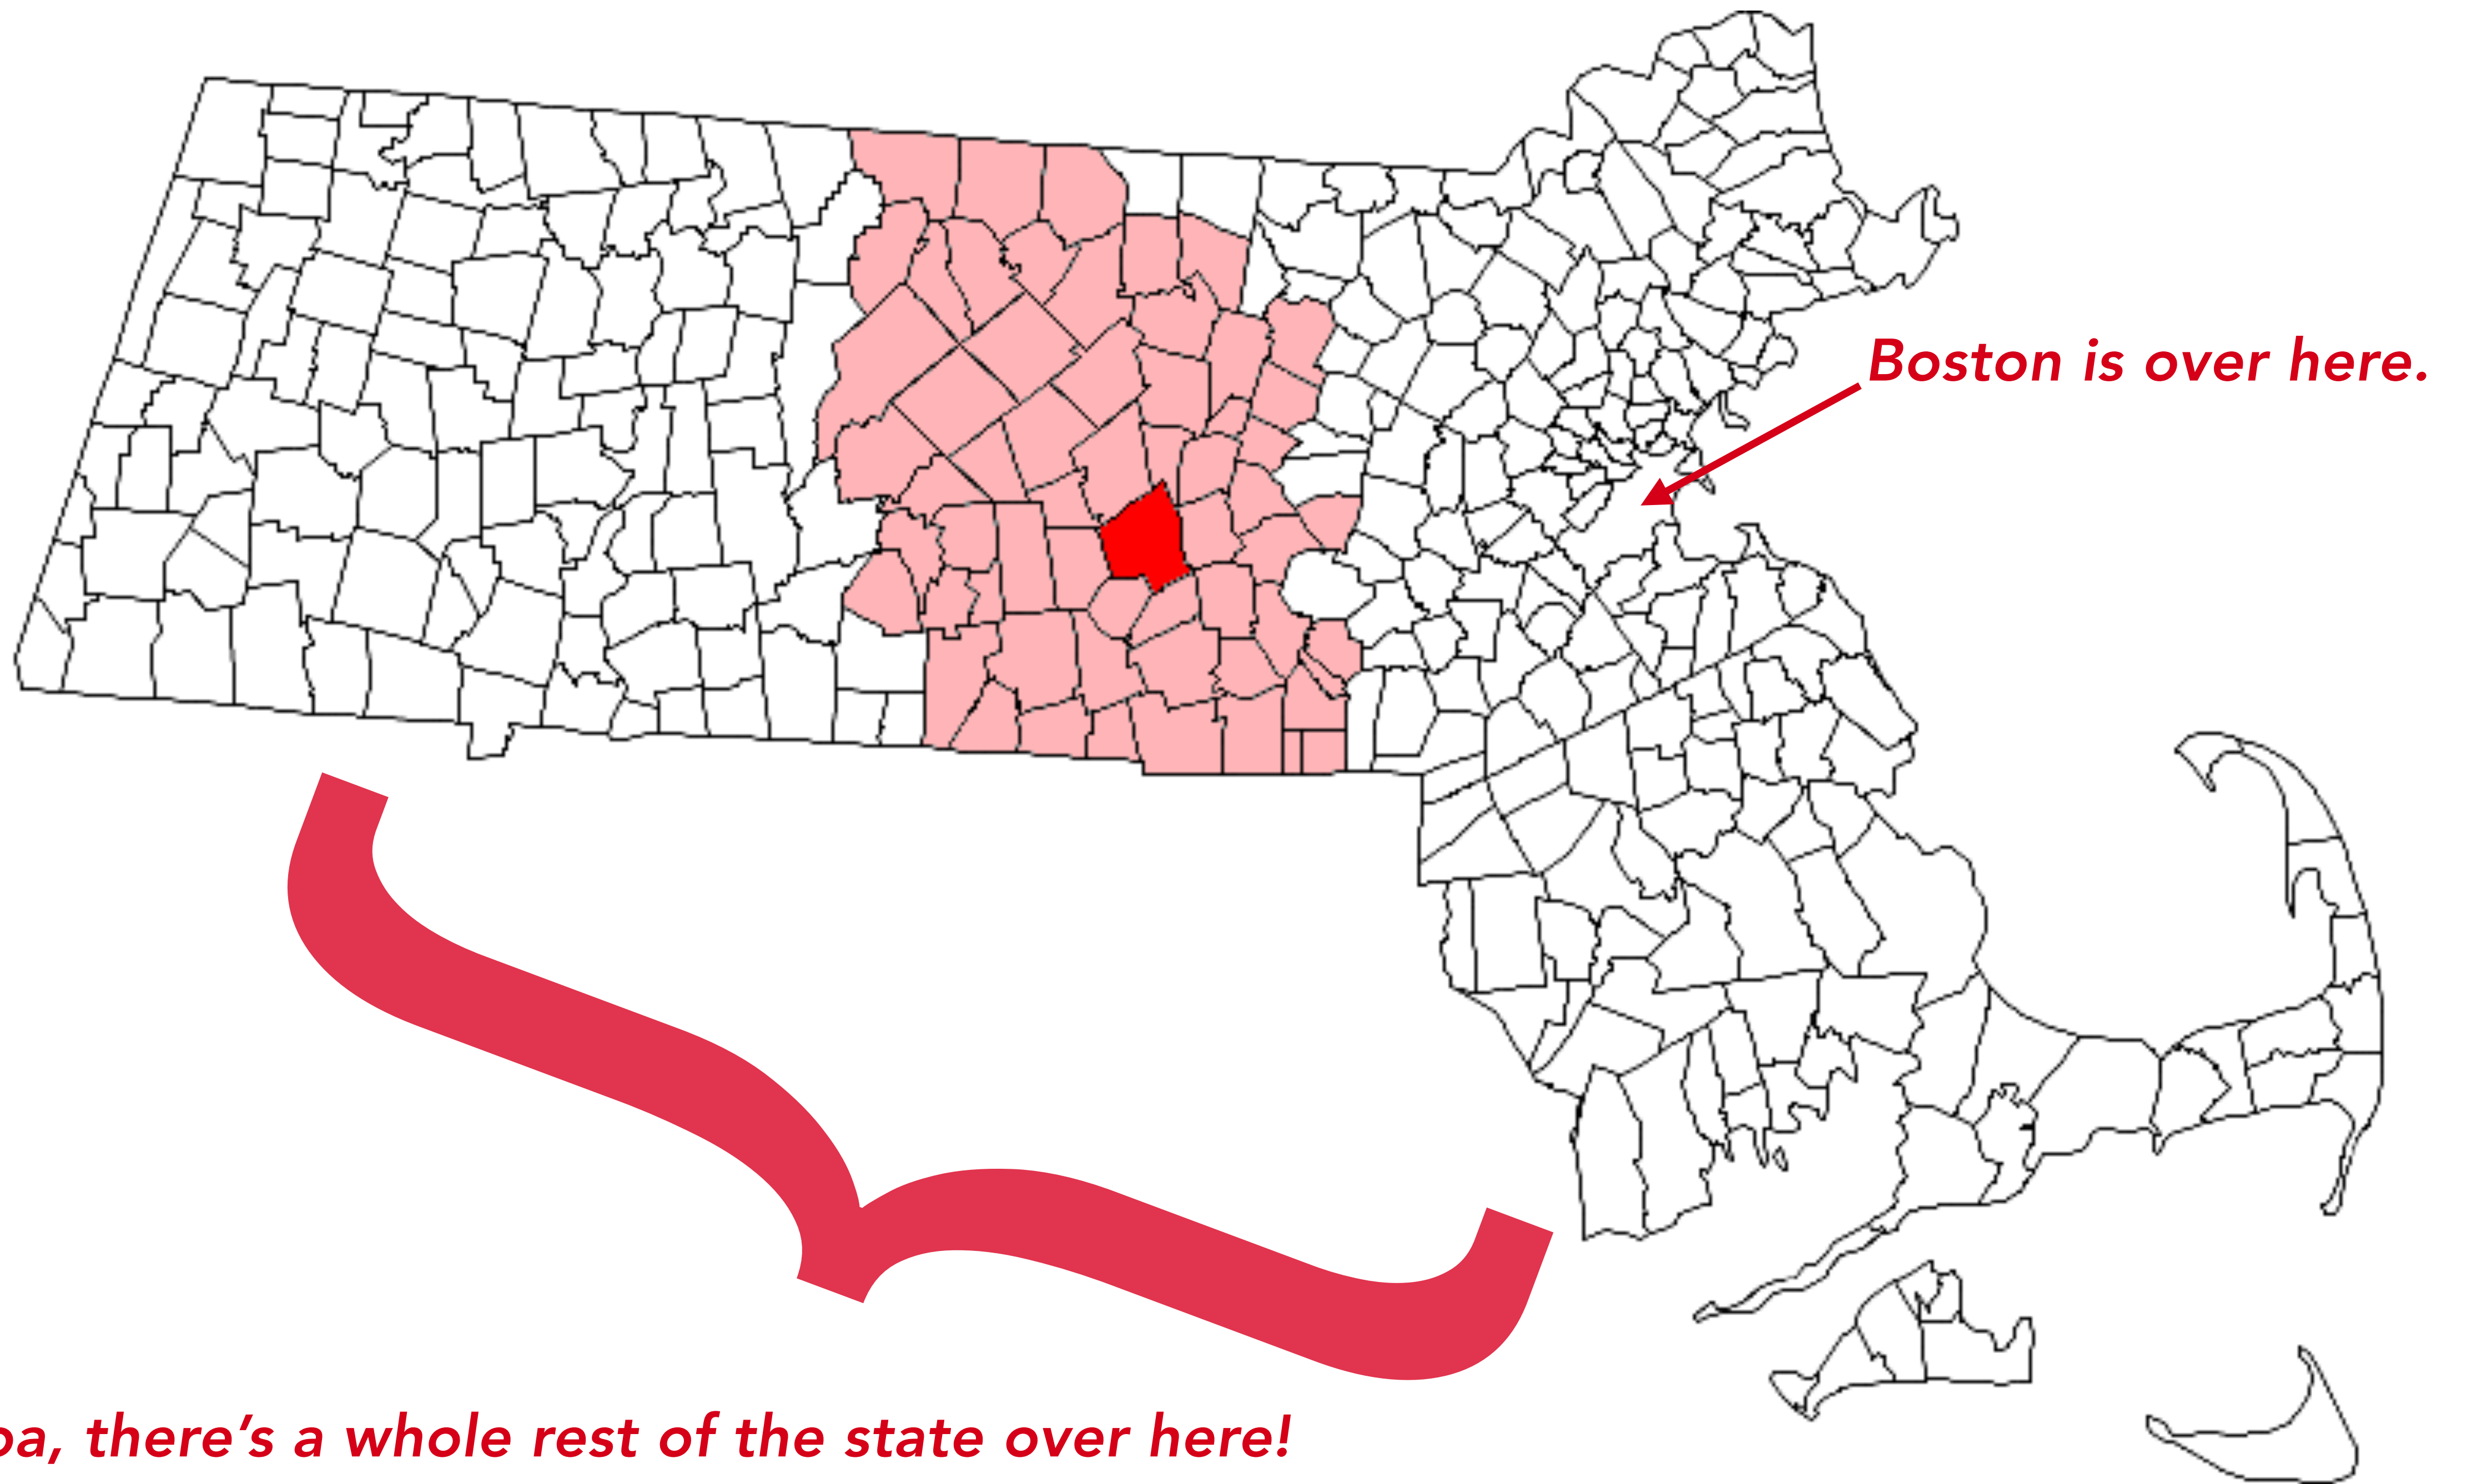 Boston is over here.
there's a whole rest of the state over here!